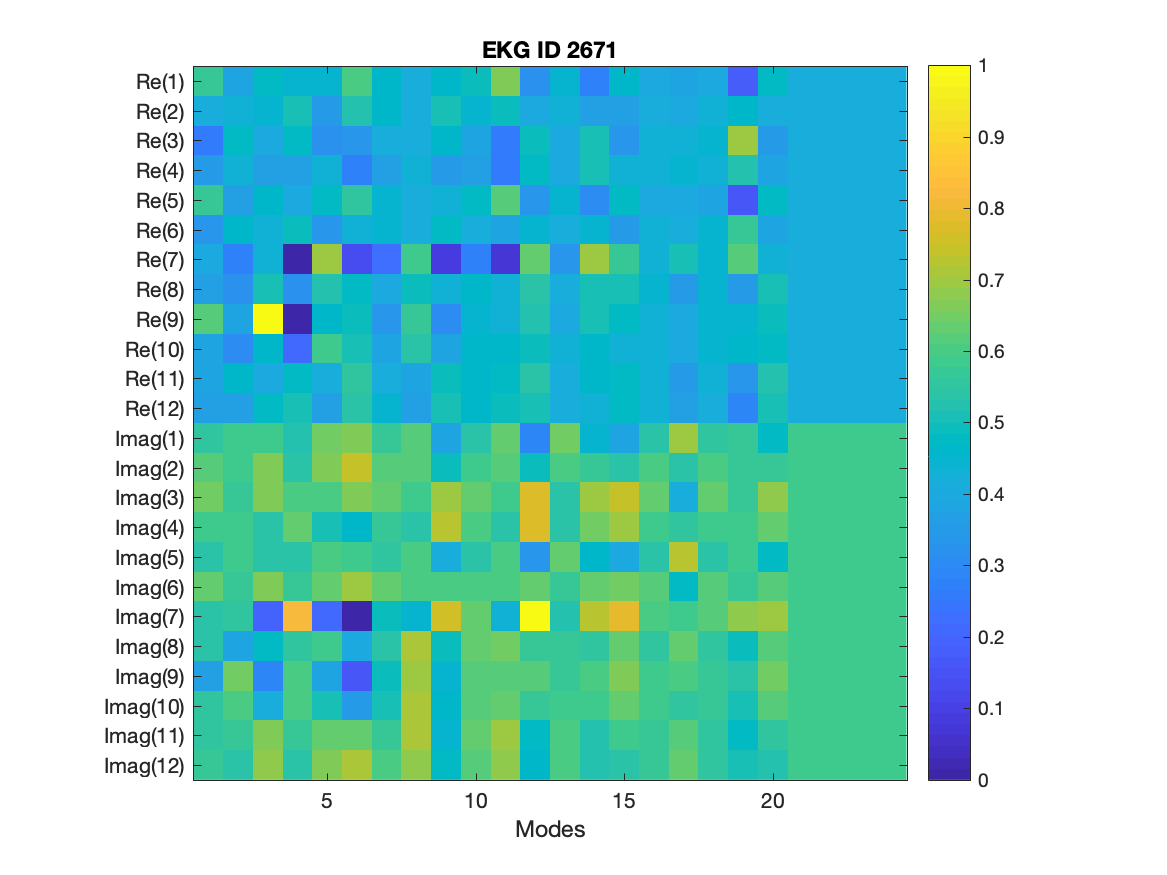 EKG ID 2671
Re(1)
Re(2)
Re(3)
Re(4)
Re(5)
Re(6)
Re(7)
Re(8)
Re(9)
Re(10)
Re(11)
Re(12)
Imag(1)
Imag(2)
Imag(3)
Imag(4)
Imag(5)
Imag(6)
Imag(7)
Imag(8)
Imag(9)
Imag(10)
Imag(11)
Imag(12)
5 10 15 20
Modes
1
0.9
0.8
0.7
0.6
0.5
0.4
0.3
0.2
0.1
0